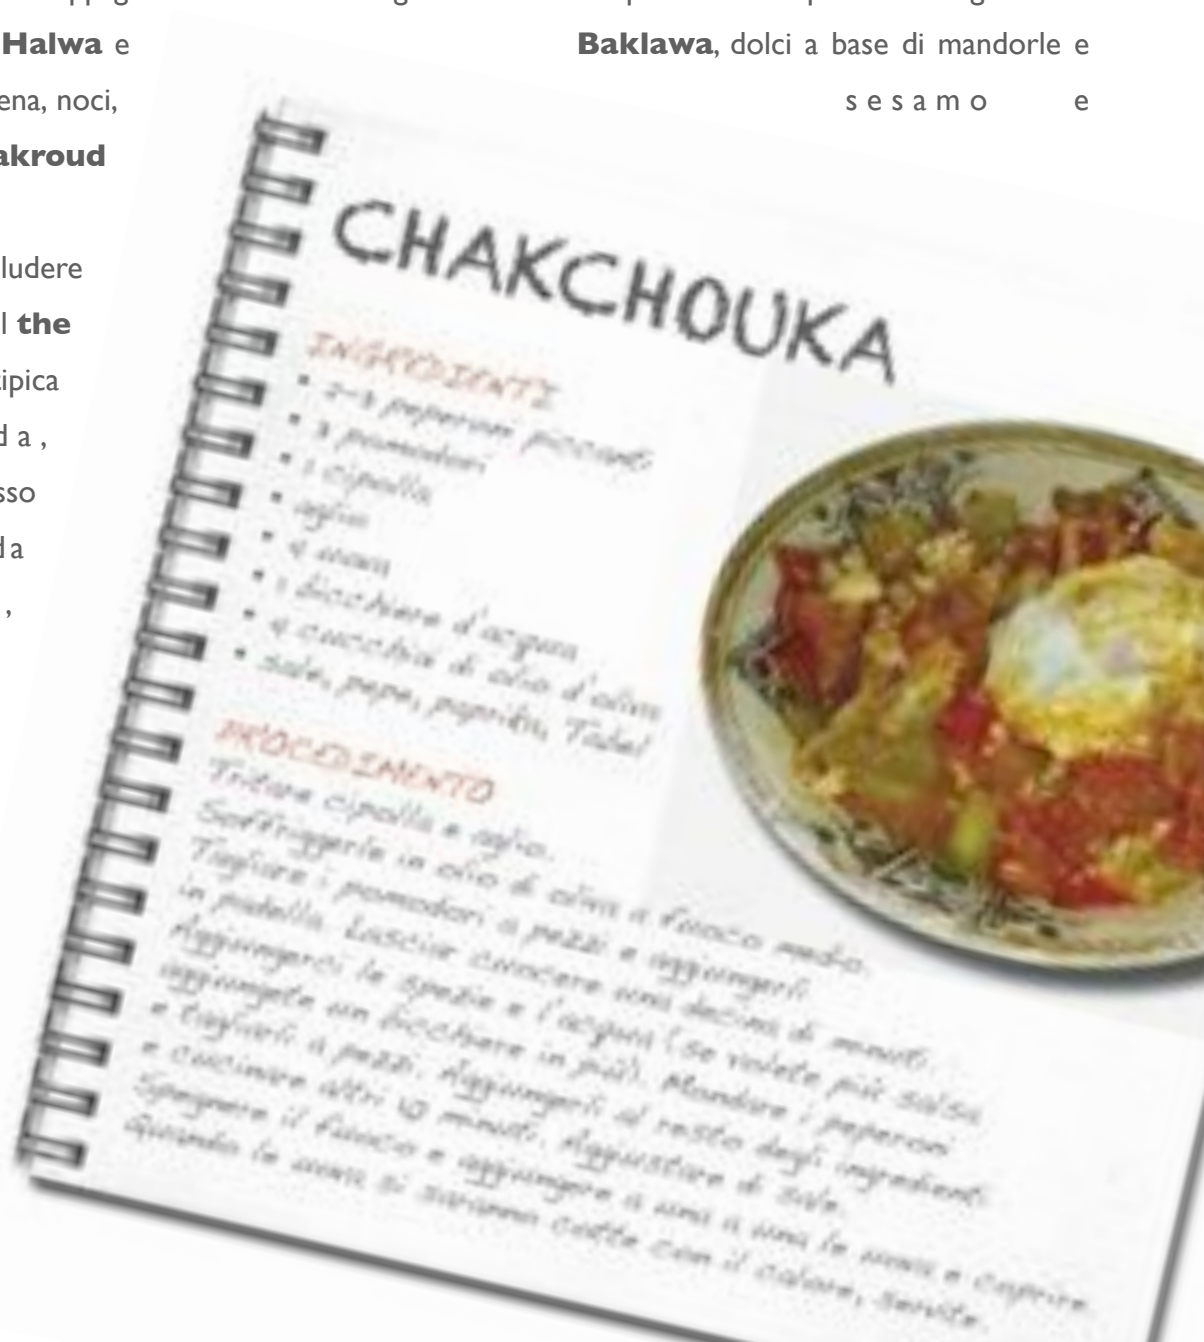 Halwa e Baklawa, dolci a base di mandorle e
ena, noci, sesamo e
akroud
ludere
l the
tipica
d a ,
sso
da
,
CHAKCHOUKA
INGREDIENTI
• 2-3 peperoni piccanti
• 3 pomodori
• 1 cipolla
• aglio
• 4 uova
• 1 bicchiere d'acqua
• 4 cucchiai di olio d'oliva
• sale, pepe, paprika, Tabel
PROCEDIMENTO
Tritare cipolla e aglio.
Soffriggerle in olio di oliva a fuoco medio.
Tagliare i pomodori a pezzi e aggiungerli
in padella. Lasciar cuocere una decina di minuti.
Aggiungerci le spezie e l'acqua (se volete più salsa
aggiungete un bicchiere in più). Mondare i peperoni
e tagliarli a pezzi. Aggiungerli al resto degli ingredienti
e cucinare altri 10 minuti. Aggiustare di sale.
Spegnere il fuoco e aggiungere a una a una le uova e coprire.
Quando le uova si saranno cotte con il calore, servite.